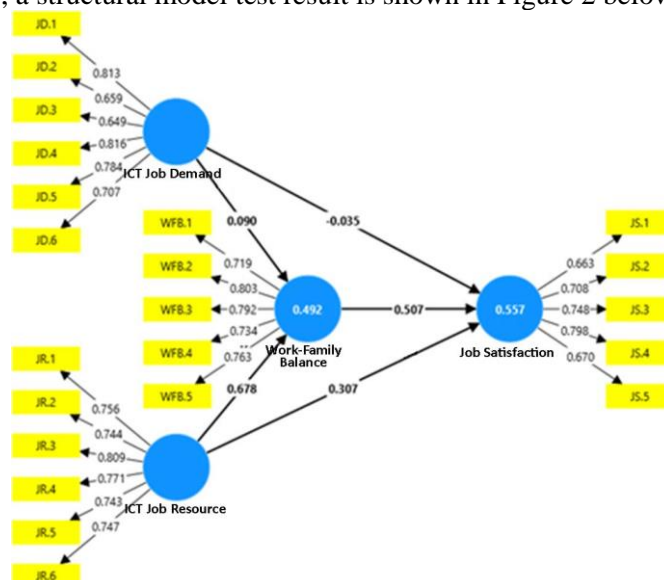 , a structural model test result is shown in Figure 2 below
JD.1
JD.2
JD.3
JD.4
JD.5
JD.6
0.813
0.659
0.649
0.816
0.784
0.707
ICT Job Demand
0.090
-0.035
WFB.1
WFB.2
WFB.3
WFB.4
WFB.5
0.719
0.803
0.792
0.734
0.763
0.492
Work-Family
Balance
0.507
0.557
Job Satisfaction
0.663
0.708
0.748
0.798
0.670
JS.1
JS.2
JS.3
JS.4
JS.5
0.678
0.307
JR.1
JR.2
JR.3
JR.4
JR.5
JR.6
0.756
0.744
0.809
0.771
0.743
0.747
ICT Job Resource